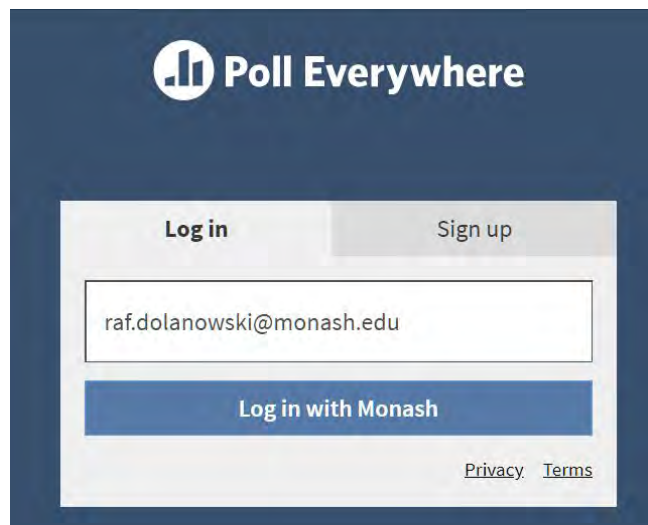 Poll Everywhere
Log in
Sign up
raf.dolanowski@monash.edu
Log in with Monash
Privacy Terms